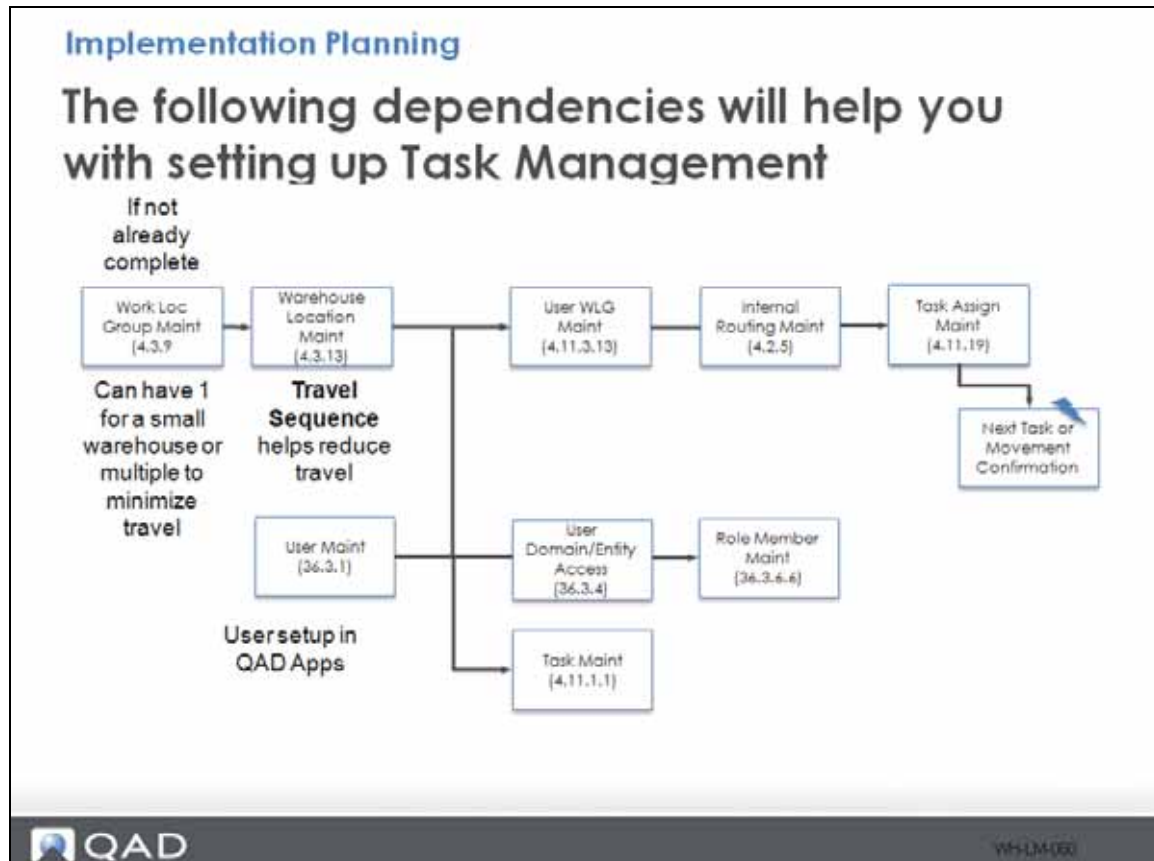 Implementation Planning
The following dependencies will help you
with setting up Task Management
If not
already
complete
Work Loc
Group Maint
(4.3.9
Warehouse
Location
Maint
(4.3.13)
User WLG
Maint
(4.11.3.13)
Internal
Routing Maint
(4.2.5)
Task Assign
Maint
(4.11.19)
Can have 1
for a small
warehouse or
multiple to
minimize
travel
Travel
Sequence
helps reduce
travel
Next Task or
Movement
Confirmation
User Maint
(36.3.1)
User
Domain/Entity
Access
(36.3.4)
Role Member
Maint
(36.3.6.6)
User setup in
QAD Apps
Task Maint
(4.11.1.1)
QAD
WH-LM-060